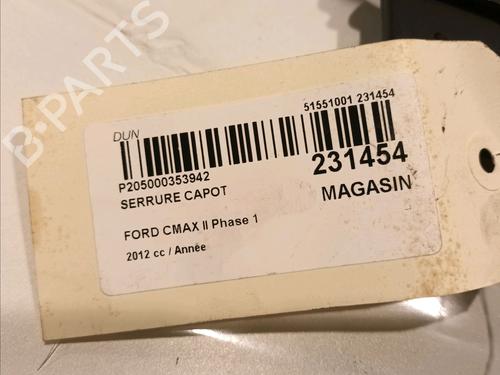 B-PARTS
DUN
51551001 231454
P205000353942
231454
SERRURE CAPOT
MAGASIN
FORD CMAX II Phase 1
2012 cc / Année